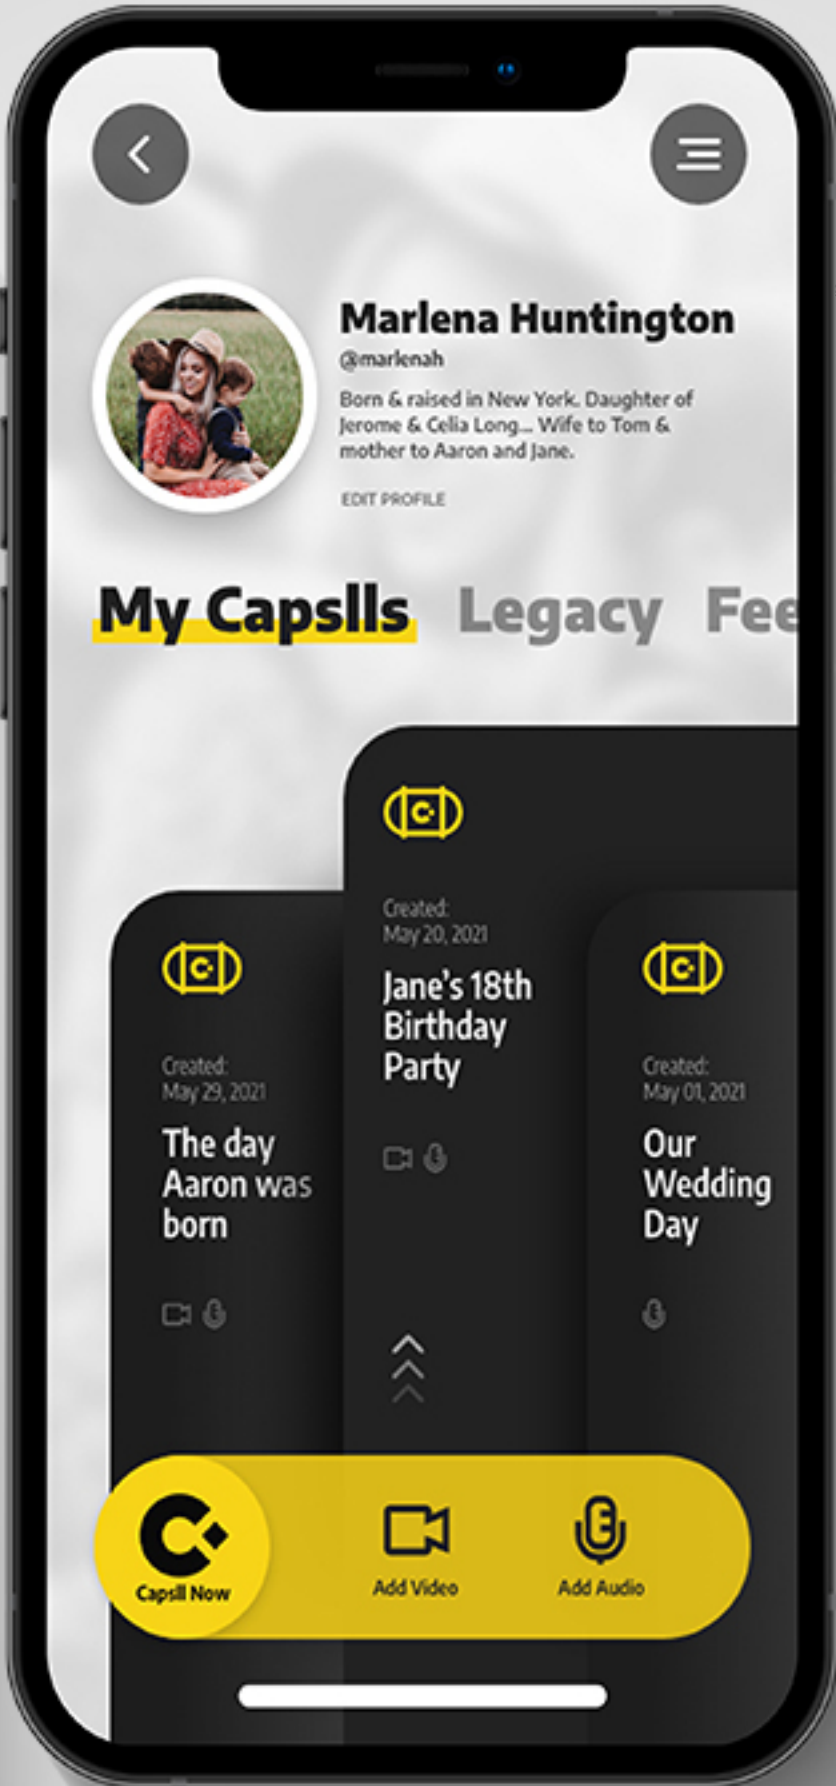 Marlena Huntington
@marlenah
Born & raised in New York. Daughter of
Jerome & Celia Long... Wife to Tom &
mother to Aaron and Jane.
EDIT PROFILE
My Capslls Legacy Fee
Created:
May 20, 2021
Jane's 18th
Birthday
Party
Created:
May 29, 2021
The day
Aaron was
born
Created:
May 01, 2021
Our
Wedding
Day
Capsll Now
Add Video
Add Audio